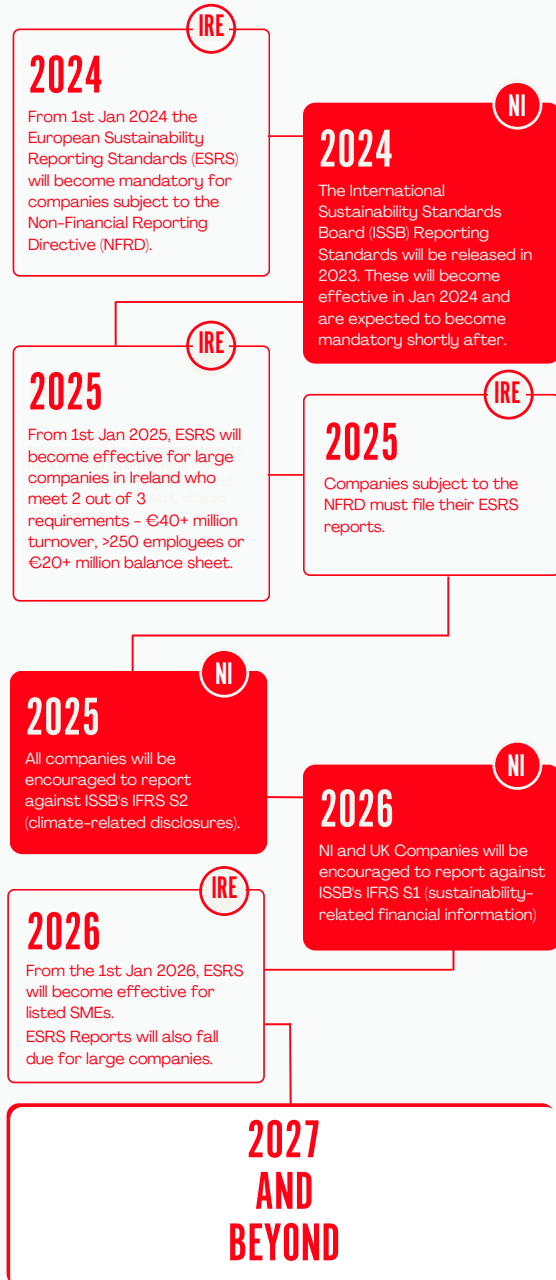 IRE
2024
From 1st Jan 2024 the
European Sustainability
Reporting Standards (ESRS)
will become mandatory for
companies subject to the
Non-Financial Reporting
Directive (NFRD).
NI
2024
The International
Sustainability Standards
Board (ISSB) Reporting
Standards will be released in
2023. These will become
effective in Jan 2024 and
are expected to become
mandatory shortly after.
IRE
2025
From 1st Jan 2025, ESRS will
become effective for large
companies in Ireland who
meet 2 out of 3
requirements - €40+ million
turnover, >250 employees or
€20+ million balance sheet.
IRE
2025
Companies subject to the
NFRD must file their ESRS
reports.
NI
2025
All companies will be
encouraged to report
against ISSB's IFRS S2
(climate-related disclosures).
NI
2026
NI and UK Companies will be
encouraged to report against
ISSB's IFRS S1 (sustainability-
related financial information)
IRE
2026
From the 1st Jan 2026, ESRS
will become effective for
listed SMEs.
ESRS Reports will also fall
due for large companies.
2027
AND
BEYOND